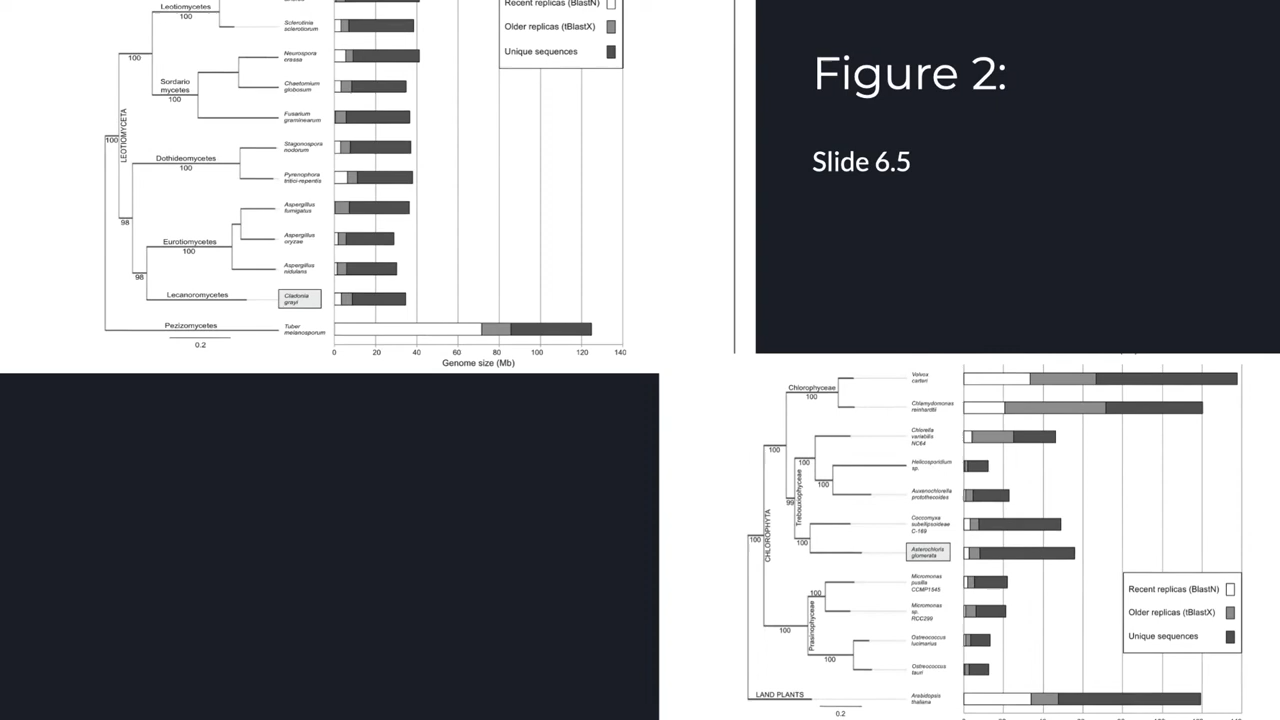 Leotiomycetes
100
Sclerotinia
sclerotiorum
Neurospora
crassa
100
Sordario
mycetes
100
Chaetomium
globosum
Fusarium
graminearum
LEOTIOMYCETA
100
Stagonospora
nodorum
Dothideomycetes
100
Pyrenophora
tritici-repentis
Aspergillus
fumigatus
98
Aspergillus
oryzae
Eurotiomycetes
100
Aspergillus
nidulans
98
Lecanoromycetes
Cladonia
grayi
Pezizomycetes
Tuber
melanosporum
0.2
0 20 40 60 80 100 120 140
Genome size (Mb)
Recent replicas (BlastN)
Older replicas (tBlastX)
Unique sequences
Figure 2:
Slide 6.5
Volvox
carteri
Chlorophyceae
100
Chlamydomonas
reinhardtii
Chlorella
variabilis
NC64
100
100
Helicosporidium
sp.
100
Auxenochlorella
protothecoides
99
Trebouxiophyceae
CHLOROPHYTA
Coccomyxa
subellipsoideae
C-169
100
100
Asterochloris
glomerata
Micromonas
pusilla
CCMP1545
100
Micromonas
sp.
RCC299
Prasinophyceae
100
Ostreococcus
lucimarius
100
Ostreococcus
tauri
LAND PLANTS
Arabidopsis
thaliana
0.2
Recent replicas (BlastN)
Older replicas (tBlastX)
Unique sequences